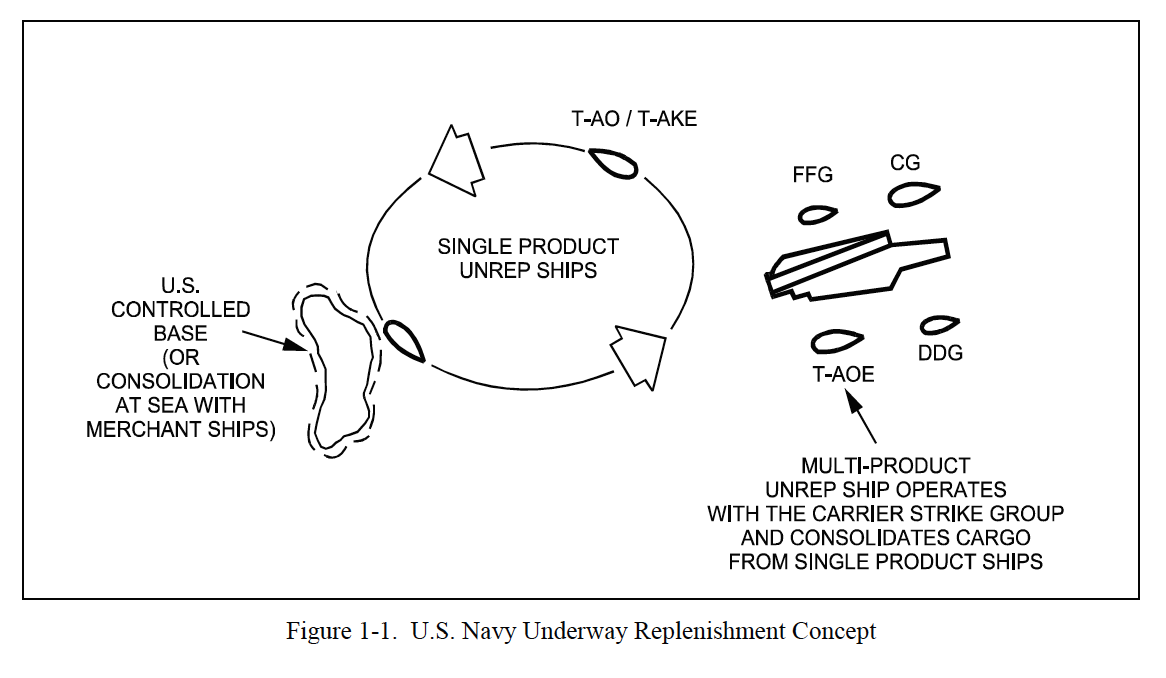 T-AO / T-AKE
SINGLE PRODUCT
UNREP SHIPS
U.S.
CONTROLLED
BASE
(OR
CONSOLIDATION
AT SEA WITH
MERCHANT SHIPS)
FFG
CG
T-AOE
DDG
MULTI-PRODUCT
UNREP SHIP OPERATES
WITH THE CARRIER STRIKE GROUP
AND CONSOLIDATES CARGO
FROM SINGLE PRODUCT SHIPS
Figure 1-1. U.S. Navy Underway Replenishment Concept